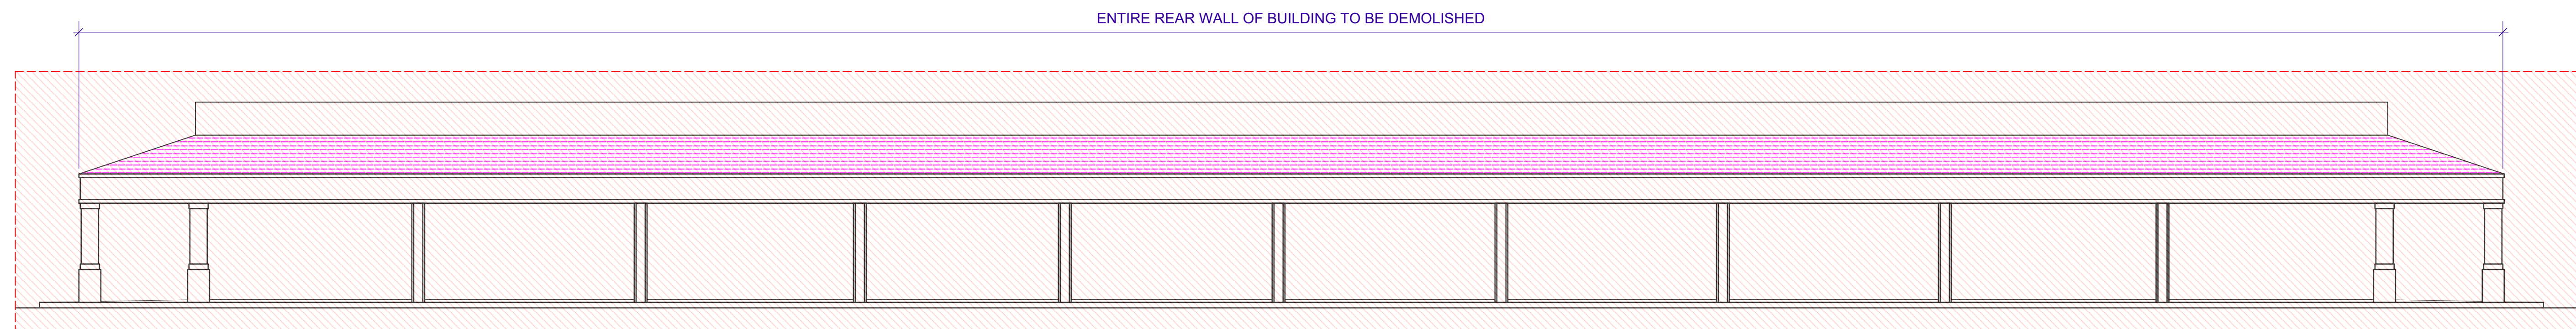 ENTIRE REAR WALL OF BUILDING TO BE DEMOLISHED